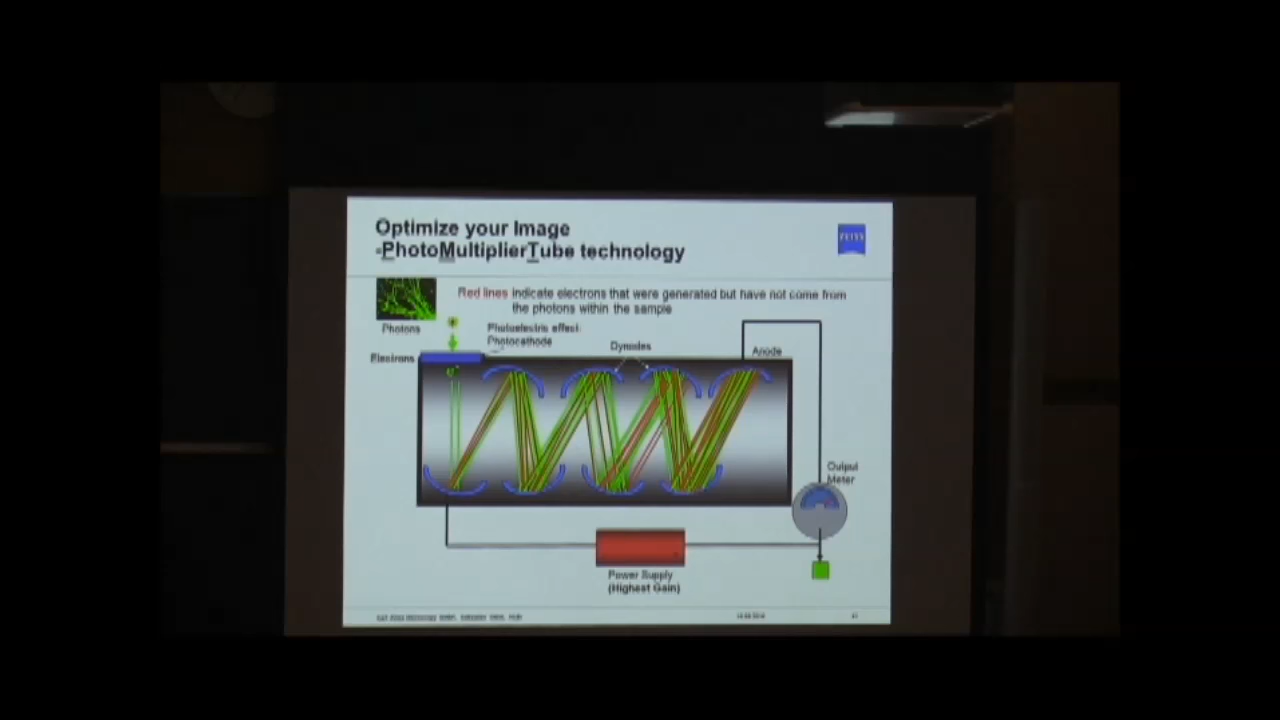 Optimize your Image
-PhotoMultiplierTube technology
ZEISS
Red lines indicate electrons that were generated but have not come from
the photons within the sample
Photons
Photoelectric effect:
Photocathode
Dynodes
Anode
Electrons
Output
Meter
Power Supply
(Highest Gain)